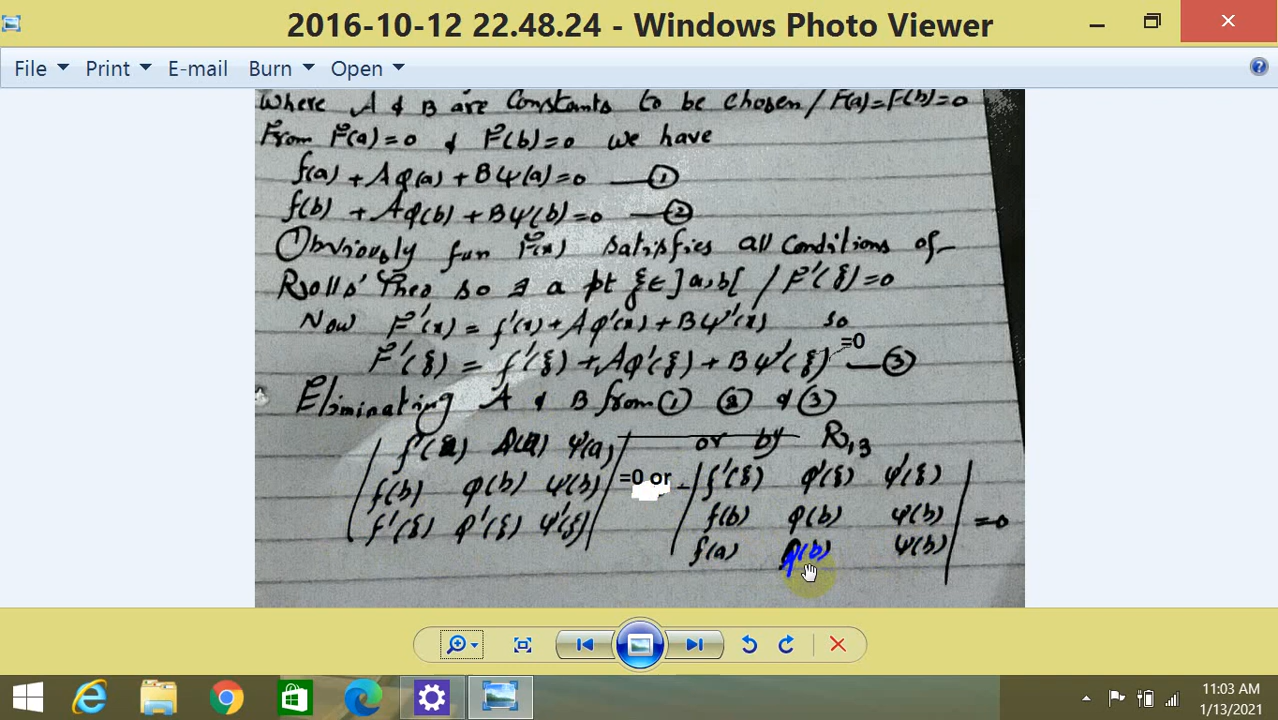 2016-10-12 22.48.24 - Windows Photo Viewer
File Print E-mail Burn Open
Where A & B are Constants to be chosen / F(a)=F(b)=0
From F(a)=0 & F(b)=0 we have
f(a) + Aφ(a) + Bψ(a)=0 —①
f(b) + Aφ(b) + Bψ(b)=0 —②
Obviously fun F(x) satisfies all Conditions of
Rolls' Theo so ∃ a pt ξ∈]a,b[ / F'(ξ)=0
Now F'(x) = f'(x) + Aφ'(x) + Bψ'(x) so
F'(ξ) = f'(ξ) + Aφ'(ξ) + Bψ'(ξ) =0 —③
Eliminating A & B from ① ② & ③
ψ(a) or by R₁,₃
f(b) φ(b) ψ(b) =0 or - f'(ξ) φ'(ξ) ψ'(ξ)
f'(ξ) φ'(ξ) ψ'(ξ) f(b) φ(b) ψ(b) =0
f(a) φ(b) ψ(b)
11:03 AM
1/13/2021